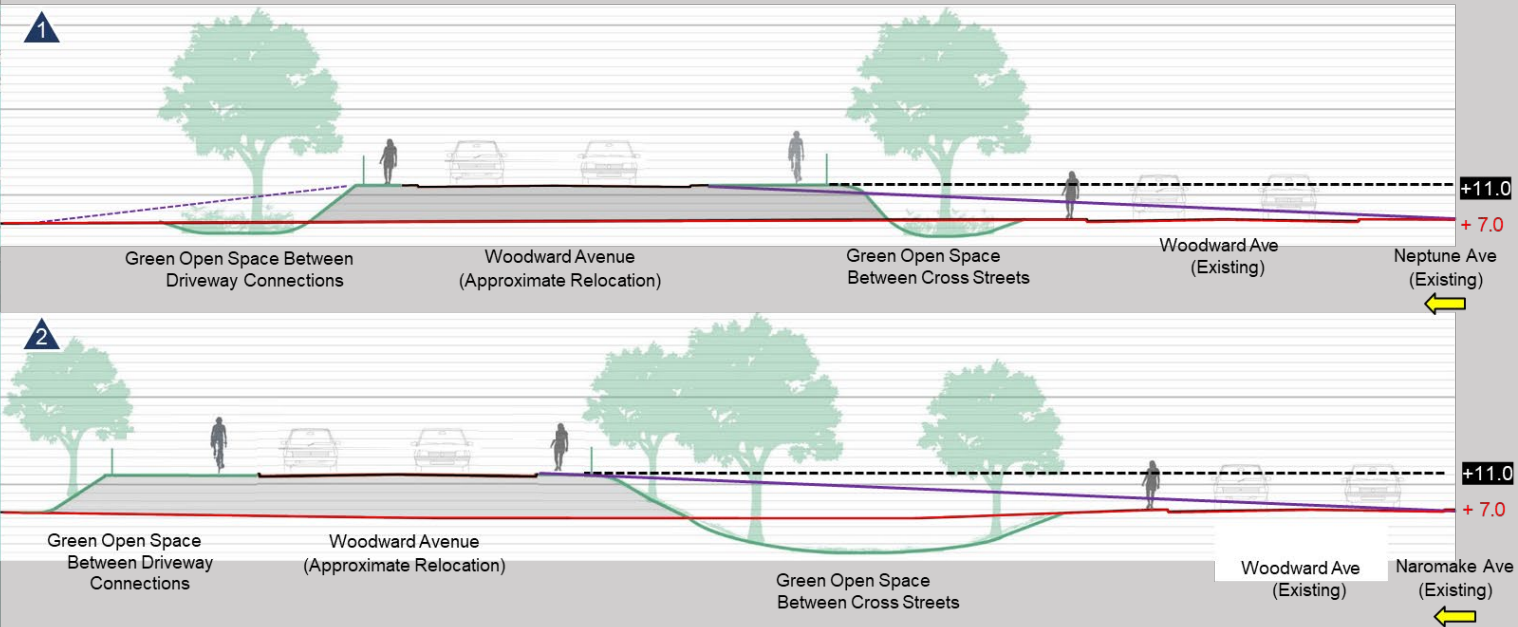 1
+11.0
+ 7.0
Green Open Space Between
Driveway Connections
Woodward Avenue
(Approximate Relocation)
Green Open Space
Between Cross Streets
Woodward Ave
(Existing)
Neptune Ave
(Existing)
2
+11.0
+ 7.0
Green Open Space
Between Driveway
Connections
Woodward Avenue
(Approximate Relocation)
Green Open Space
Between Cross Streets
Woodward Ave
(Existing)
Naromake Ave
(Existing)